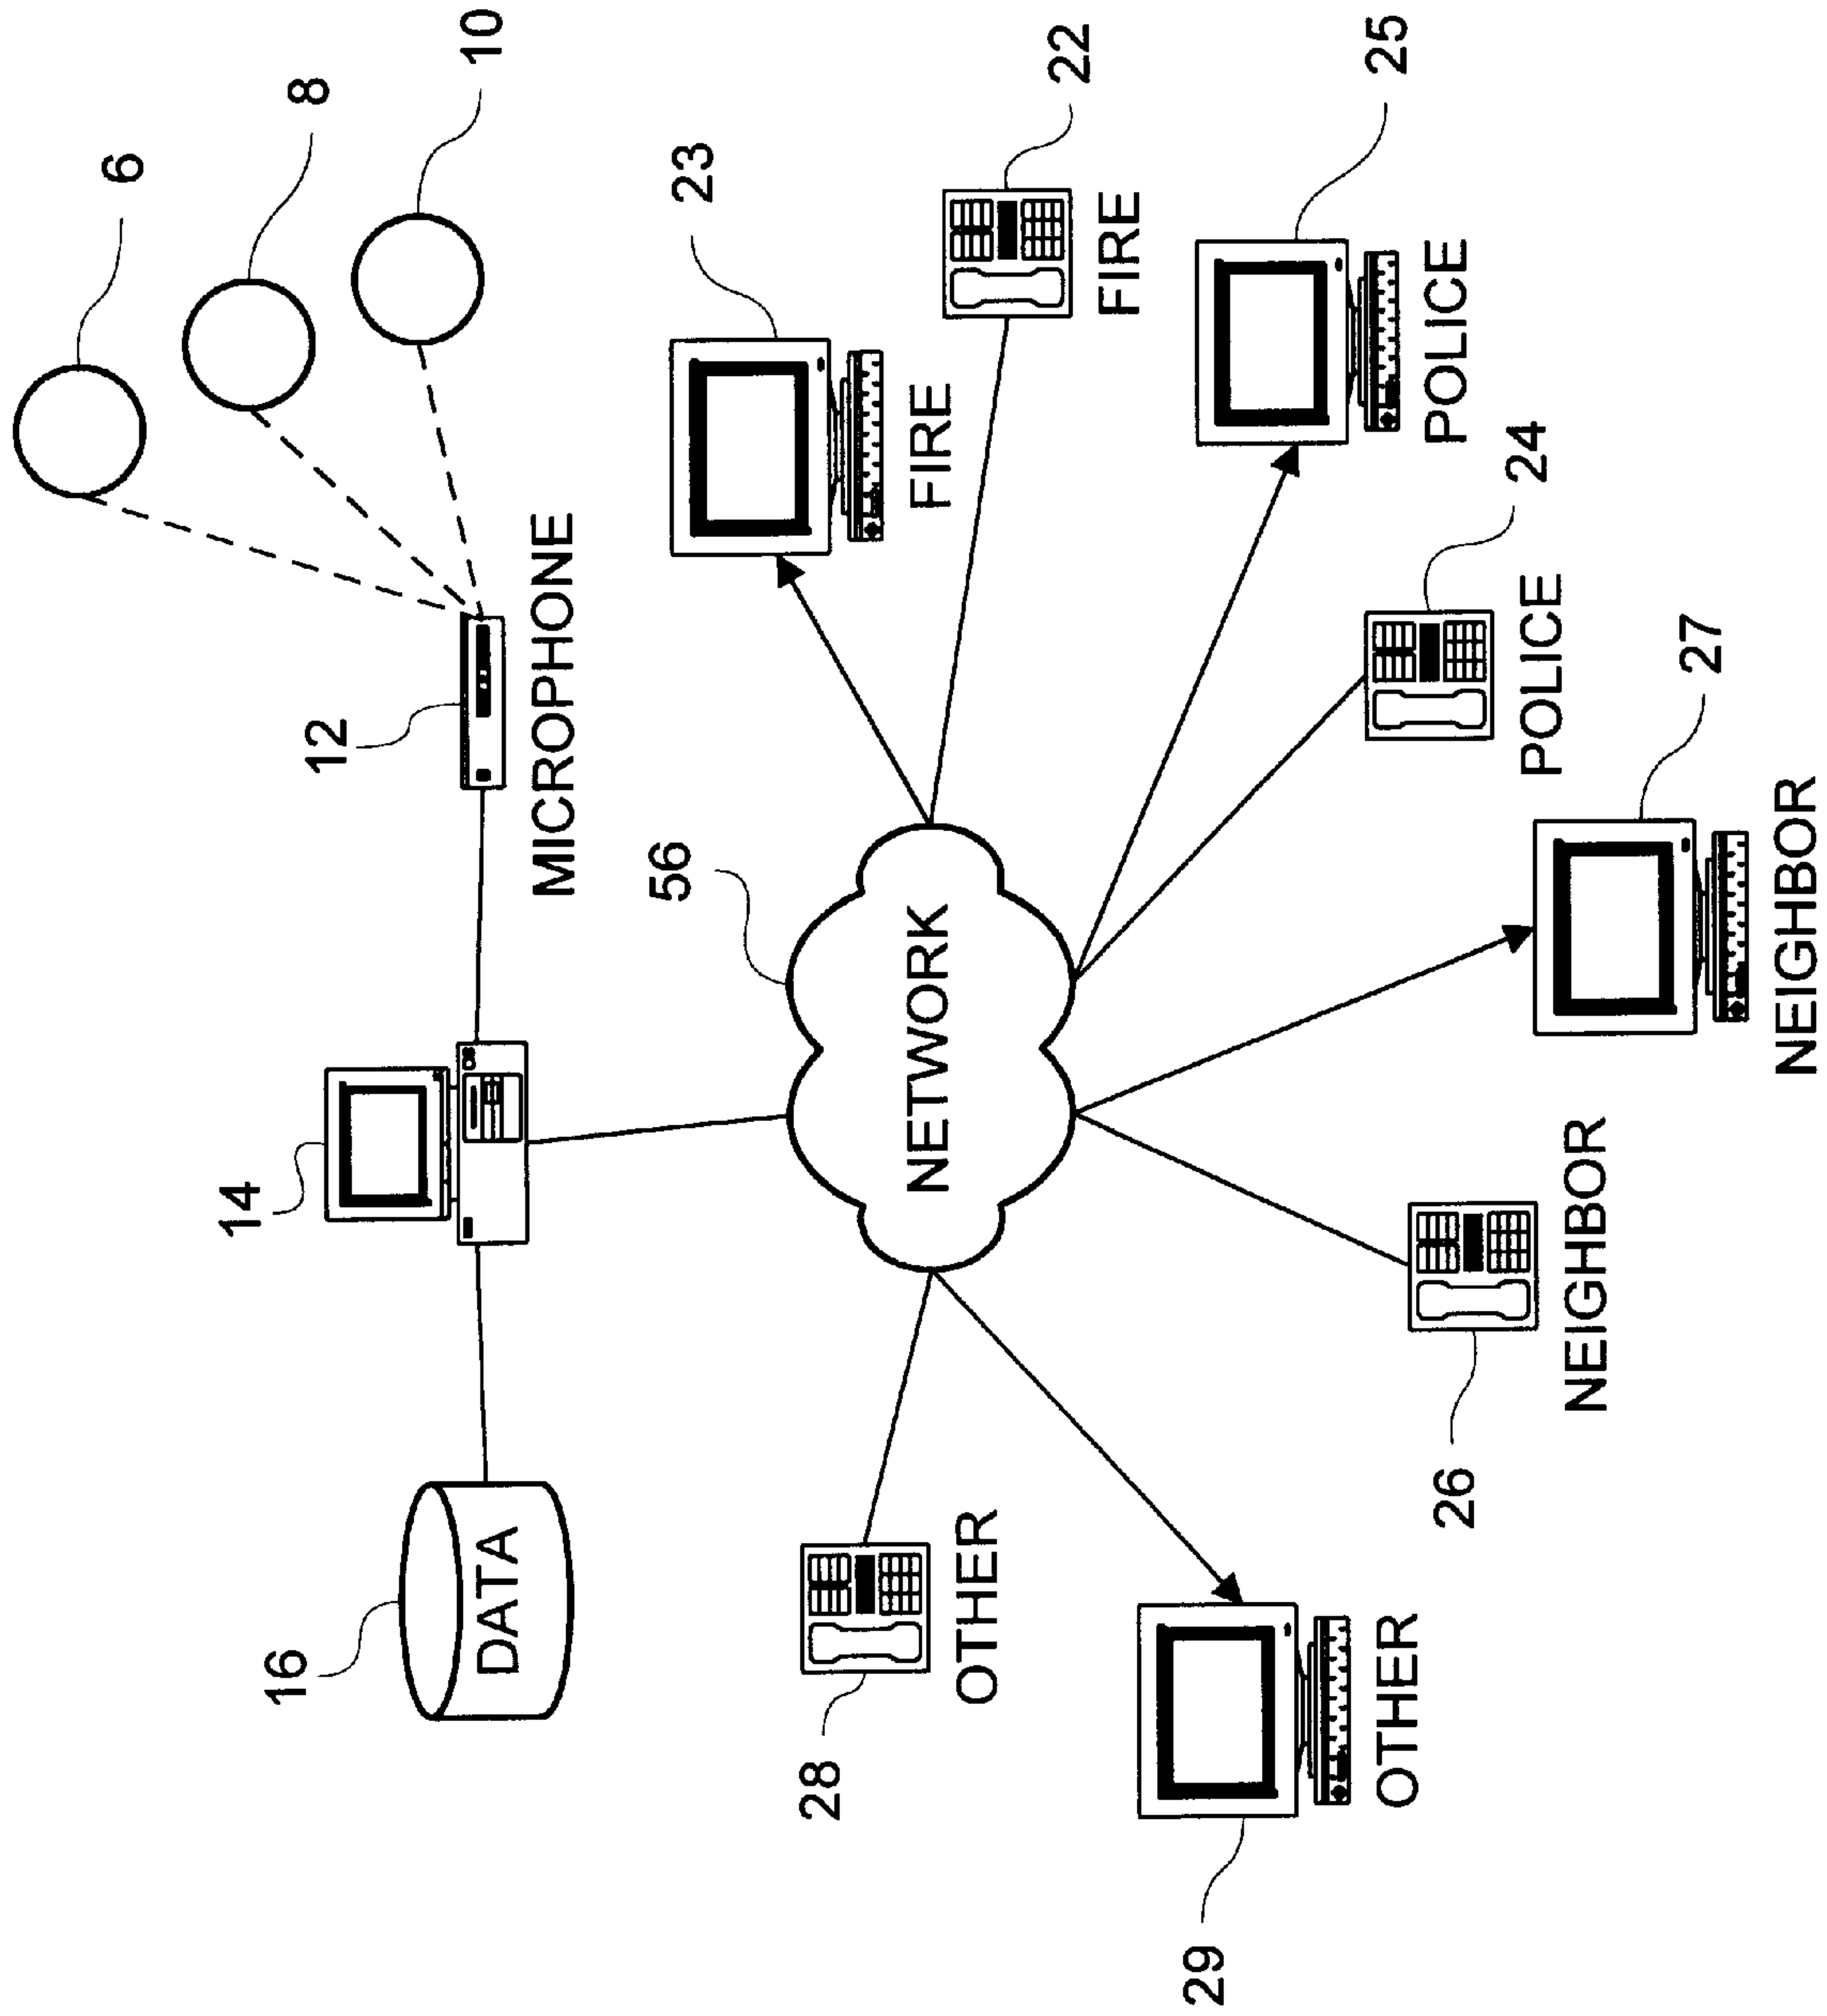 6
8
10
12
MICROPHONE
14
16
DATA
56
NETWORK
23
FIRE
22
FIRE
25
POLICE
24
POLICE
27
NEIGHBOR
26
NEIGHBOR
28
OTHER
29
OTHER